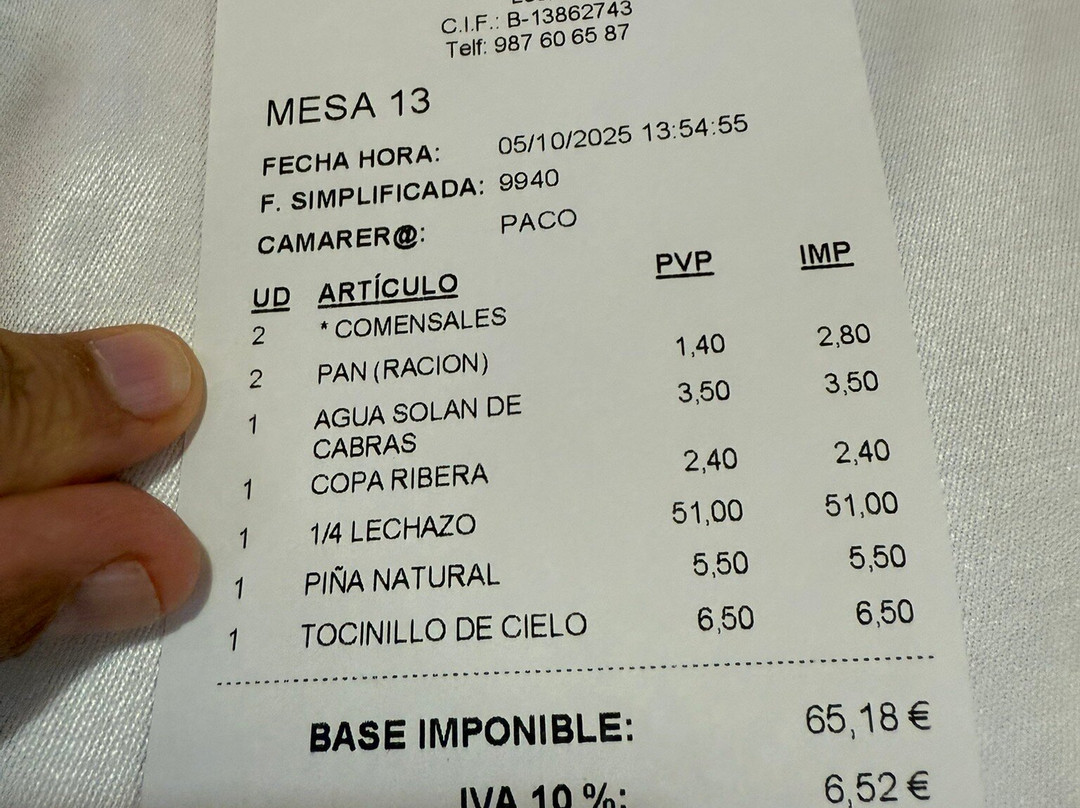 C.I.F.: B-13862743
Telf: 987 60 65 87
MESA 13
FECHA HORA: 05/10/2025 13:54:55
F. SIMPLIFICADA: 9940
CAMARER@: PACO
UD ARTÍCULO PVP IMP
2 * COMENSALES
2 PAN (RACION) 1,40 2,80
1 AGUA SOLAN DE 3,50 3,50
CABRAS
1 COPA RIBERA 2,40 2,40
1 1/4 LECHAZO 51,00 51,00
1 PIÑA NATURAL 5,50 5,50
1 TOCINILLO DE CIELO 6,50 6,50
BASE IMPONIBLE: 65,18 €
IVA 10 %: 6,52 €